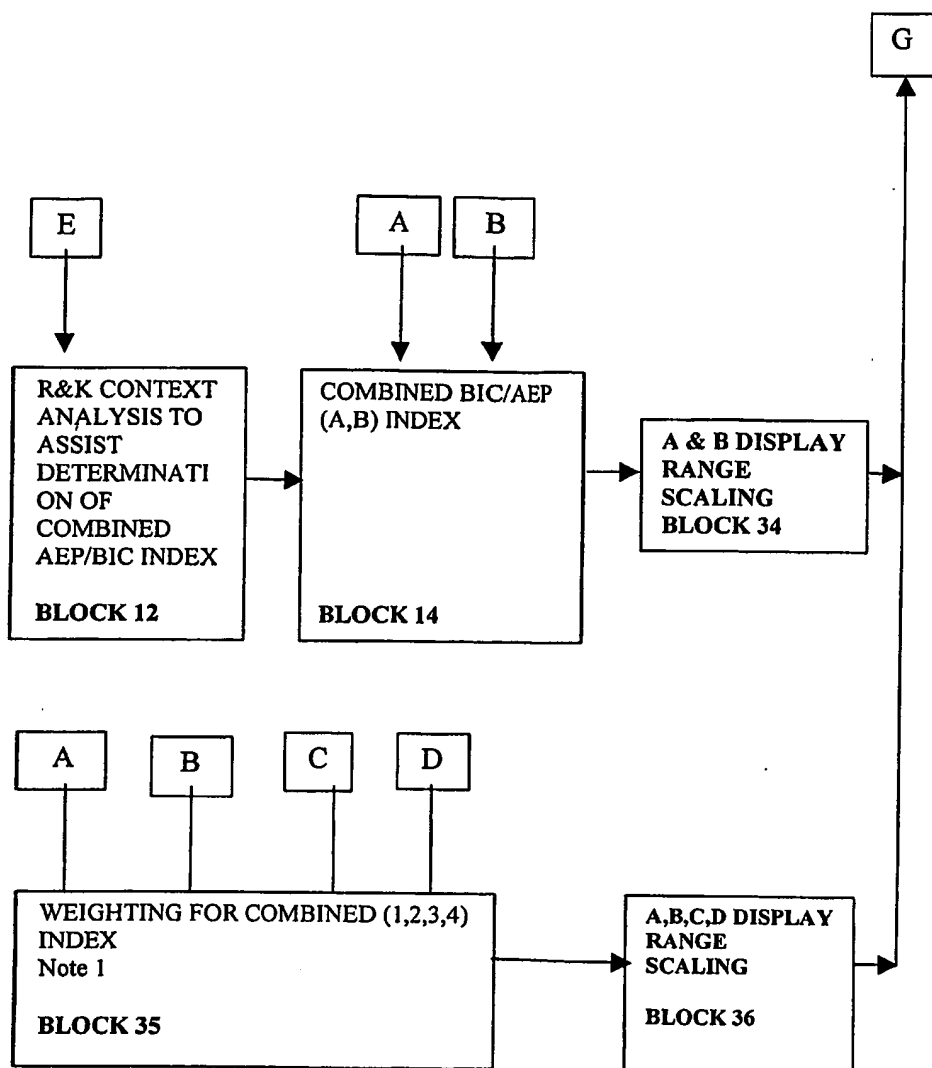 G
E
A
B
R&K CONTEXT
ANALYSIS TO
ASSIST
DETERMINATI
ON OF
COMBINED
AEP/BIC INDEX
BLOCK 12
COMBINED BIC/AEP
(A,B) INDEX
BLOCK 14
A & B DISPLAY
RANGE
SCALING
BLOCK 34
A
B
C
D
WEIGHTING FOR COMBINED (1,2,3,4)
INDEX
Note 1
BLOCK 35
A,B,C,D DISPLAY
RANGE
SCALING
BLOCK 36